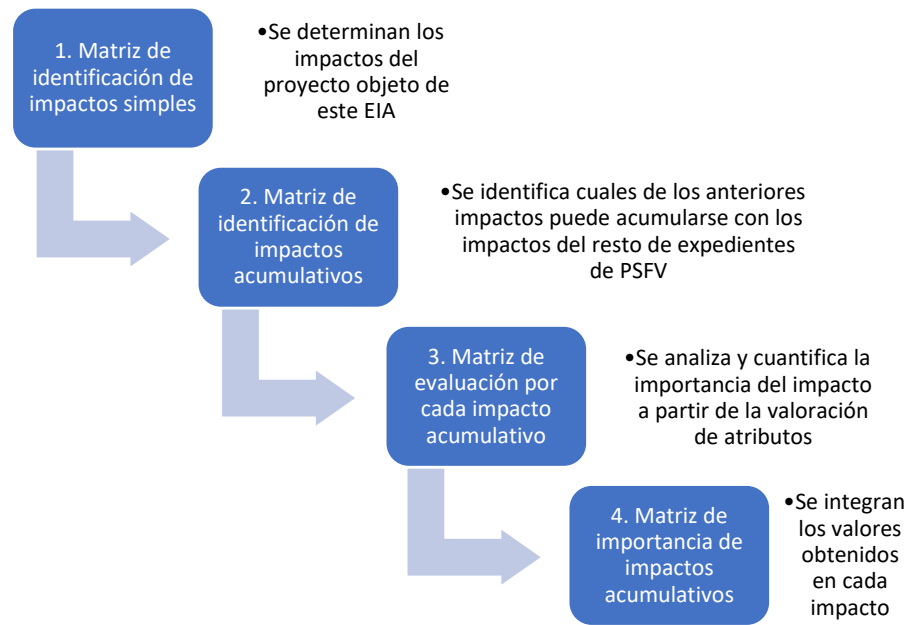 1. Matriz de
identificación de
impactos simples
•Se determinan los
impactos del
proyecto objeto de
este EIA
2. Matriz de
identificación de
impactos
acumulativos
•Se identifica cuales de los anteriores
impactos puede acumularse con los
impactos del resto de expedientes
de PSFV
3. Matriz de
evaluación por
cada impacto
acumulativo
•Se analiza y cuantifica la
importancia del impacto
a partir de la valoración
de atributos
4. Matriz de
importancia de
impactos
acumulativos
•Se integran
los valores
obtenidos
en cada
impacto